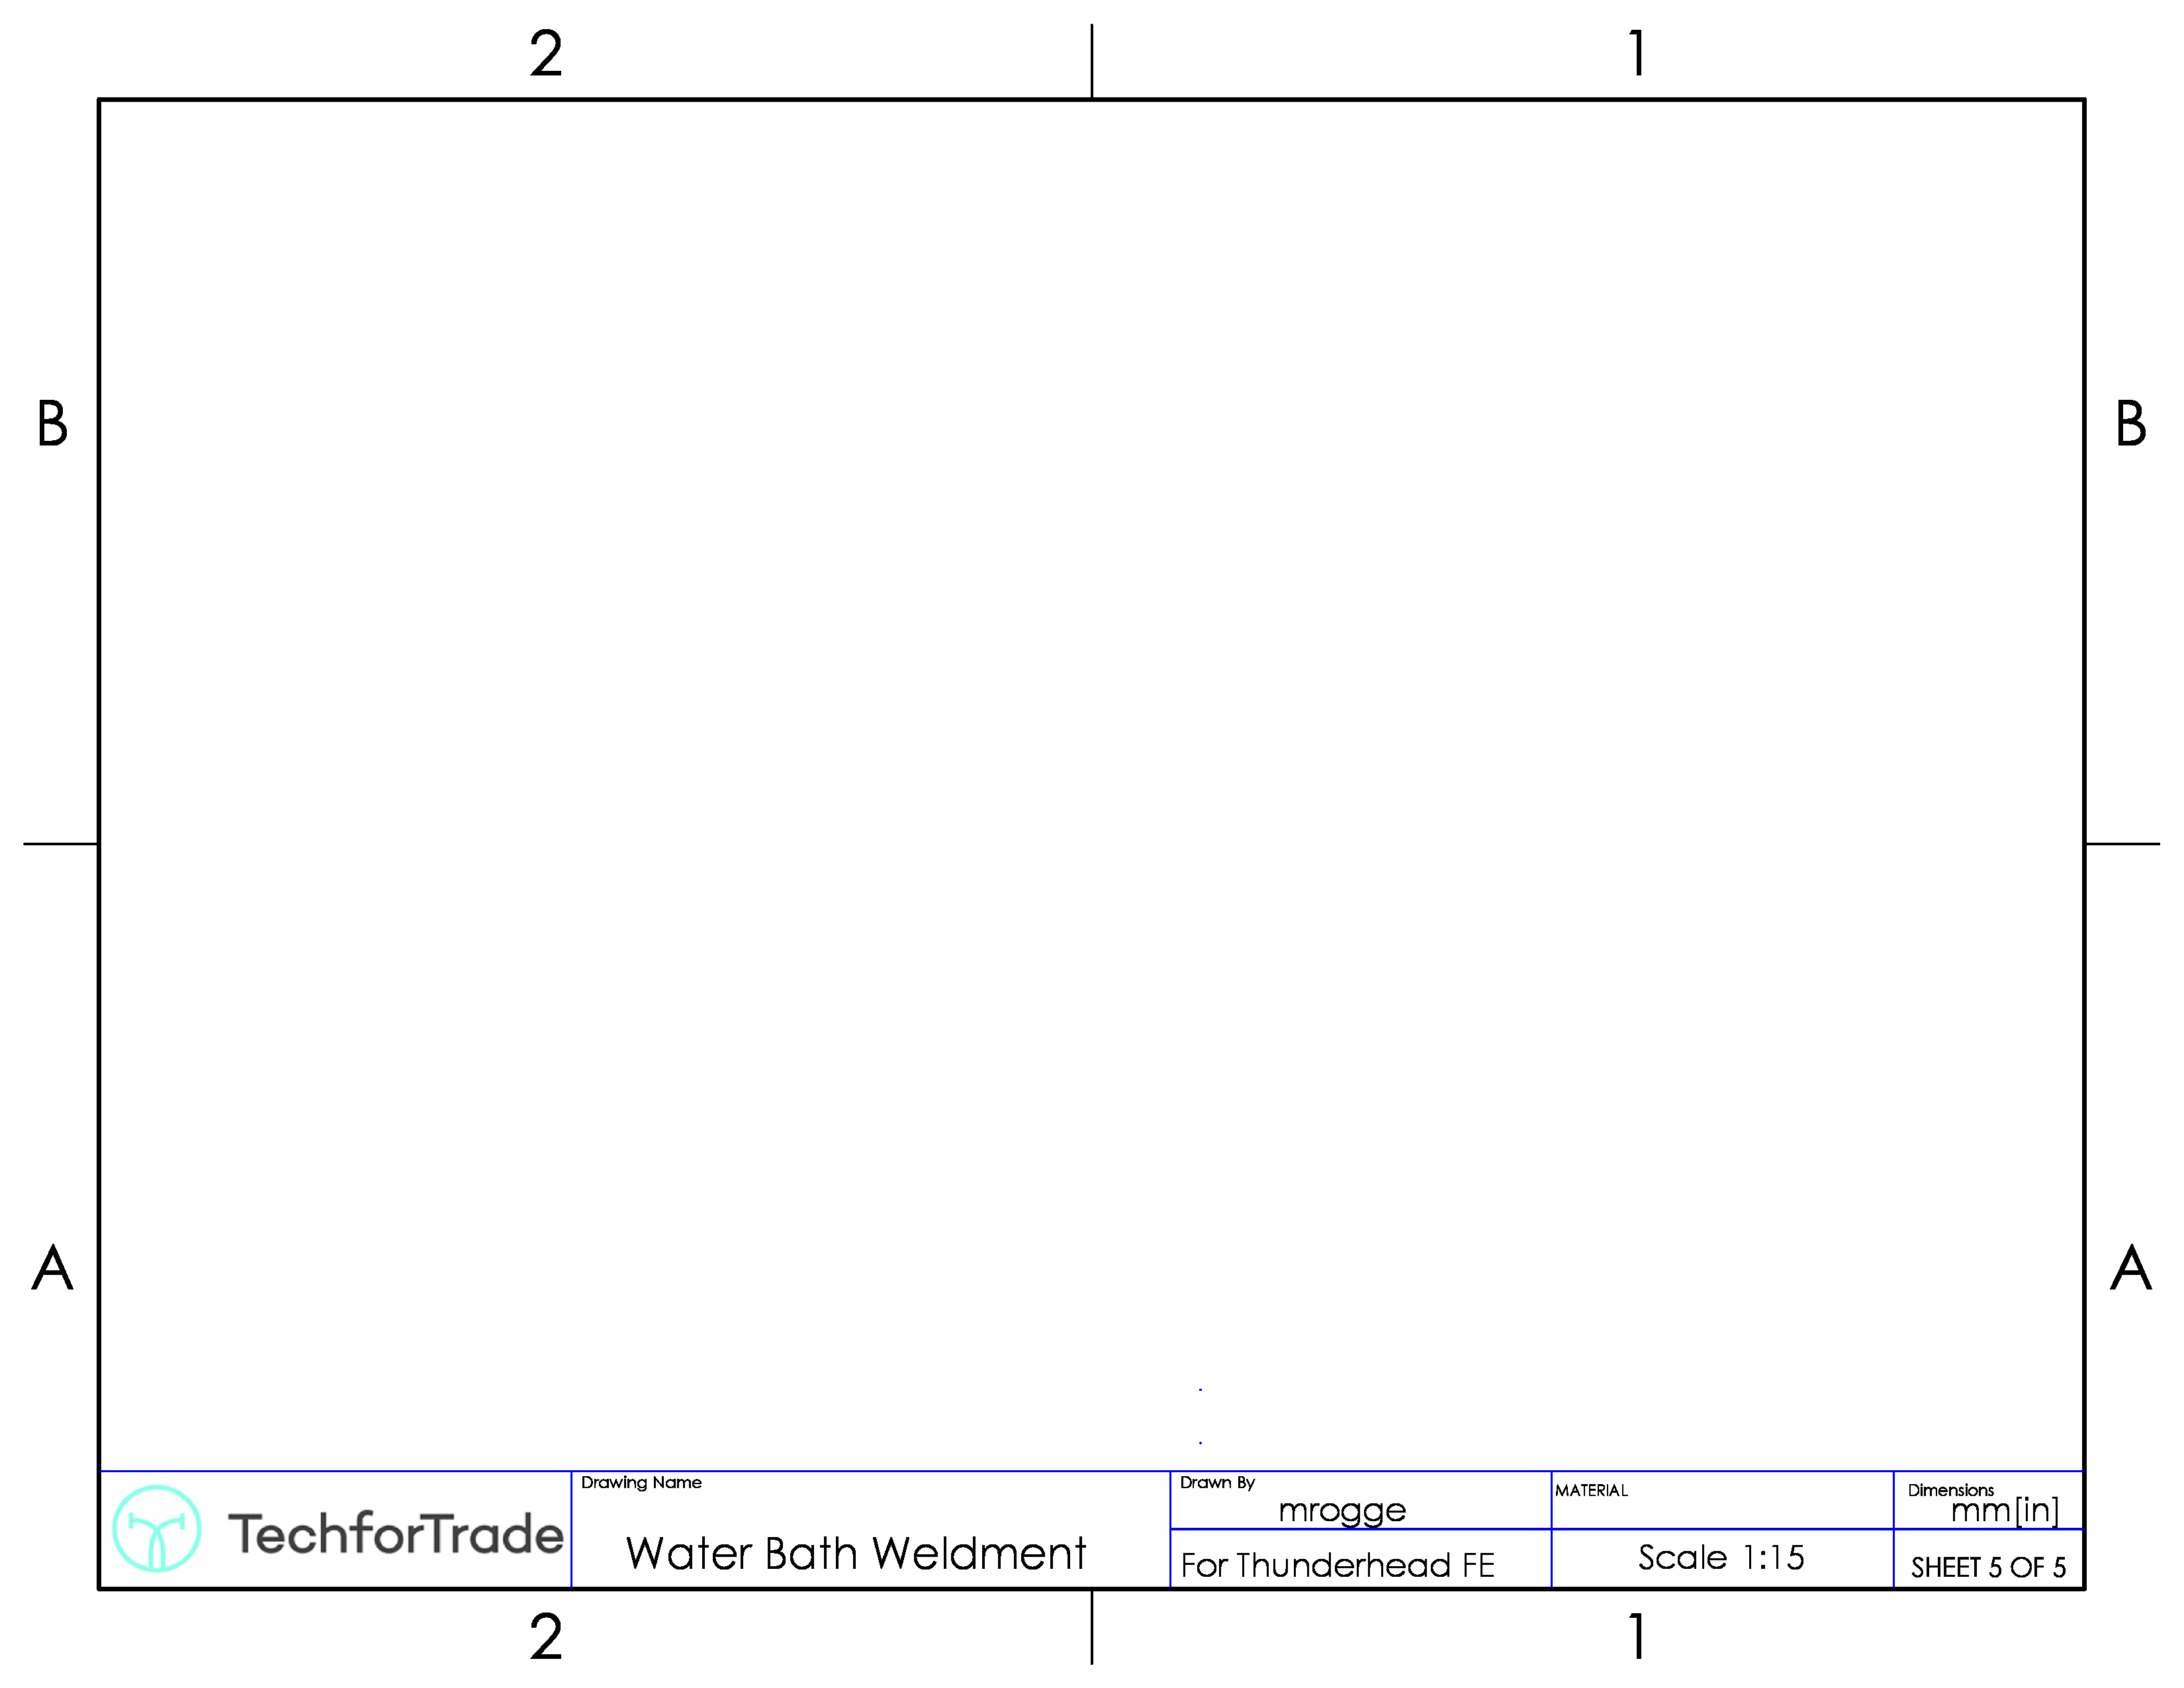 2
1
B
B
A
A
TechforTrade
Drawing Name
Water Bath Weldment
Drawn By
mrogge
For Thunderhead FE
MATERIAL
Scale 1:15
Dimensions
mm[in]
SHEET 5 OF 5
2
1